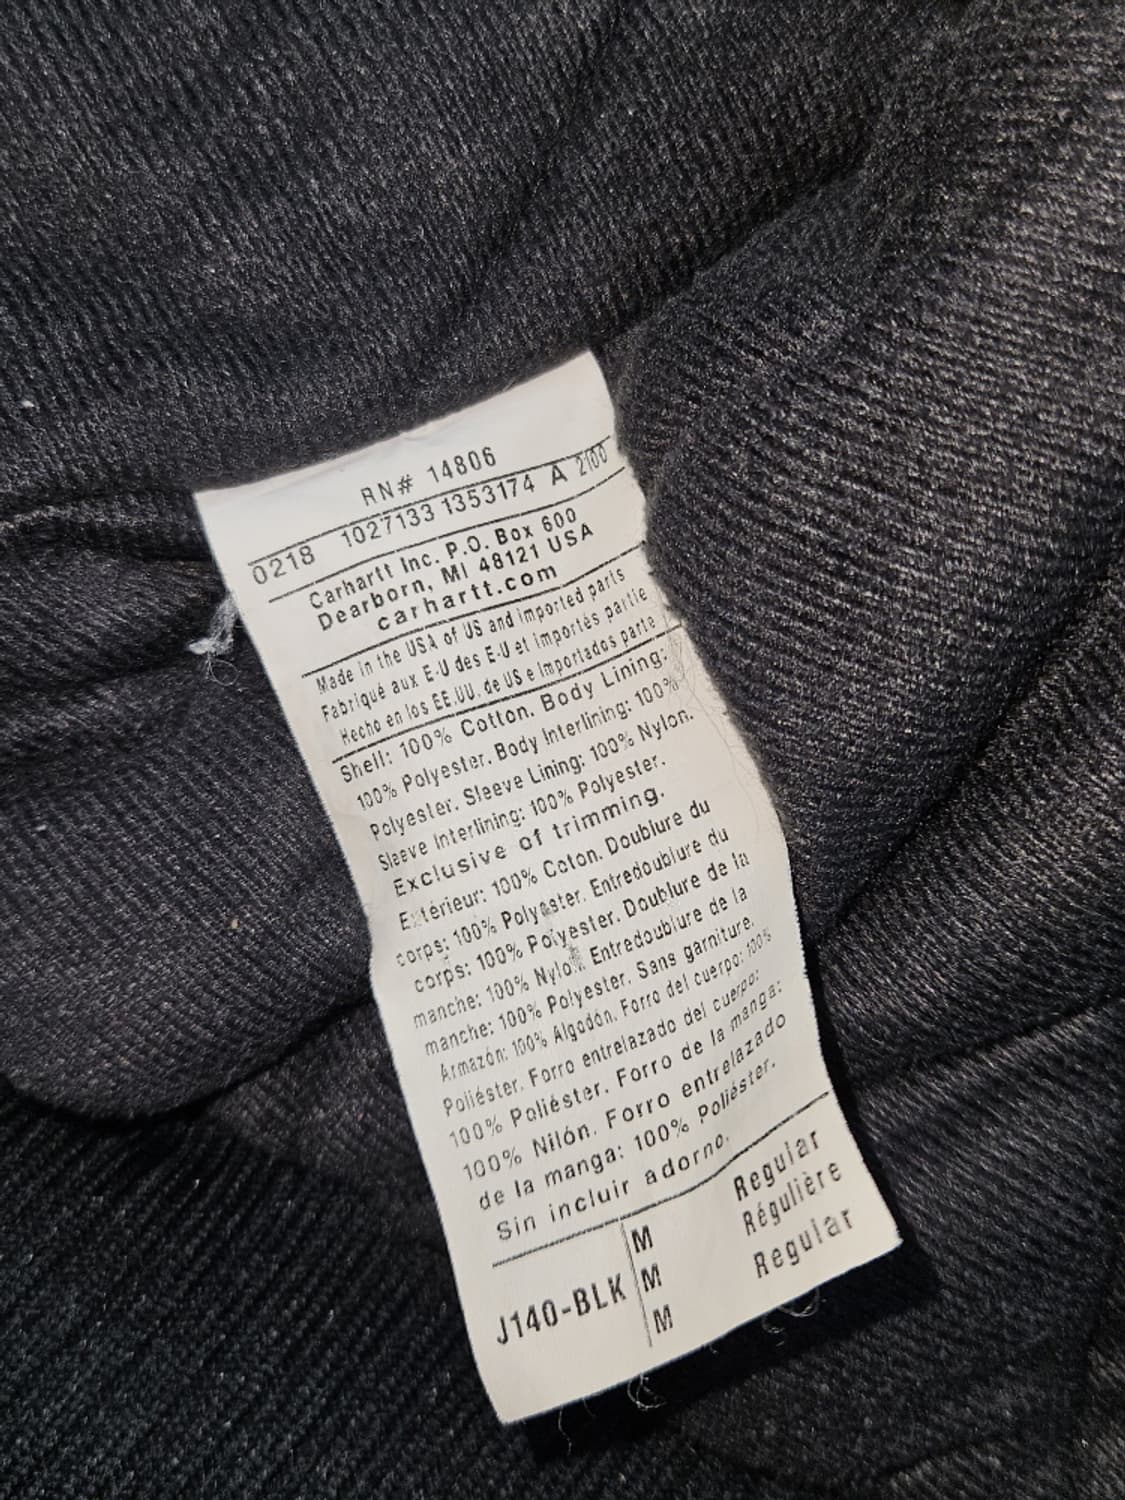 RN# 14806
0218 1027133 1353174 A 2100
Carhartt Inc. P.O. Box 600
Dearborn, MI 48121 USA
carhartt.com
Made in the USA of US and imported parts
Fabriqué aux E-U des E-U et importés partie
Hecho en los EE.UU. de US e Importados parte
Shell: 100% Cotton. Body Lining:
100% Polyester. Body Interlining: 100%
Polyester. Sleeve Lining: 100% Nylon.
Sleeve Interlining: 100% Polyester.
Exclusive of trimming.
Extérieur: 100% Coton. Doublure du
corps: 100% Polyester. Entredoublure du
corps: 100% Polyester. Doublure de la
manche: 100% Nylon. Entredoublure de la
manche: 100% Polyester. Sans garniture.
Armazón: 100% Algodón. Forro del cuerpo: 100%
Poliéster. Forro entrelazado del cuerpo:
100% Poliéster. Forro de la manga:
100% Nilón. Forro entrelazado
de la manga: 100% Poliéster.
Sin incluir adorno.
J140-BLK
M Regular
M Régulière
M Regular